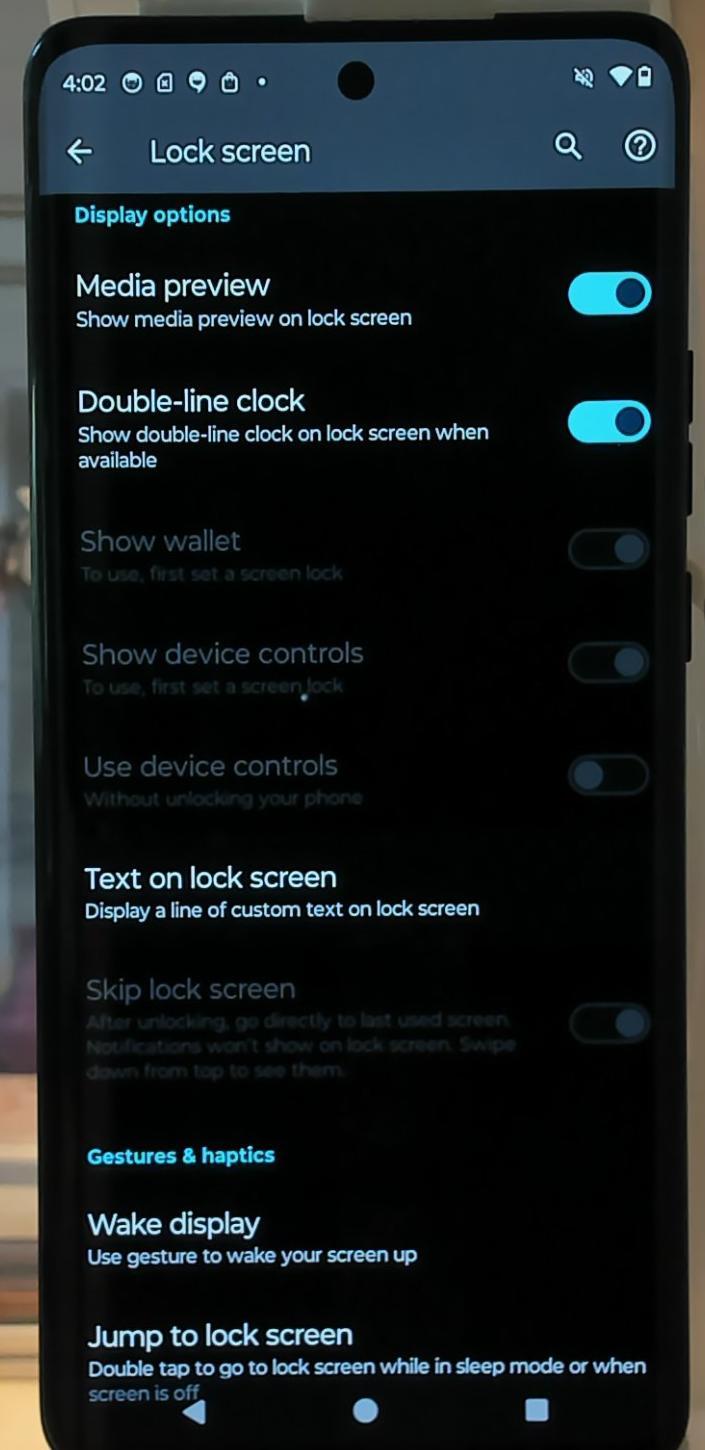 4:02
Lock screen
Display options
Media preview
Show media preview on lock screen
Double-line clock
Show double-line clock on lock screen when
available
Show wallet
To use, first set a screen lock
Show device controls
To use, first set a screen lock
Use device controls
Without unlocking your phone
Text on lock screen
Display a line of custom text on lock screen
Skip lock screen
After unlocking, go directly to last used screen.
Notifications won't show on lock screen. Swipe
down from top to see them.
Gestures & haptics
Wake display
Use gesture to wake your screen up
Jump to lock screen
Double tap to go to lock screen while in sleep mode or when
screen is off